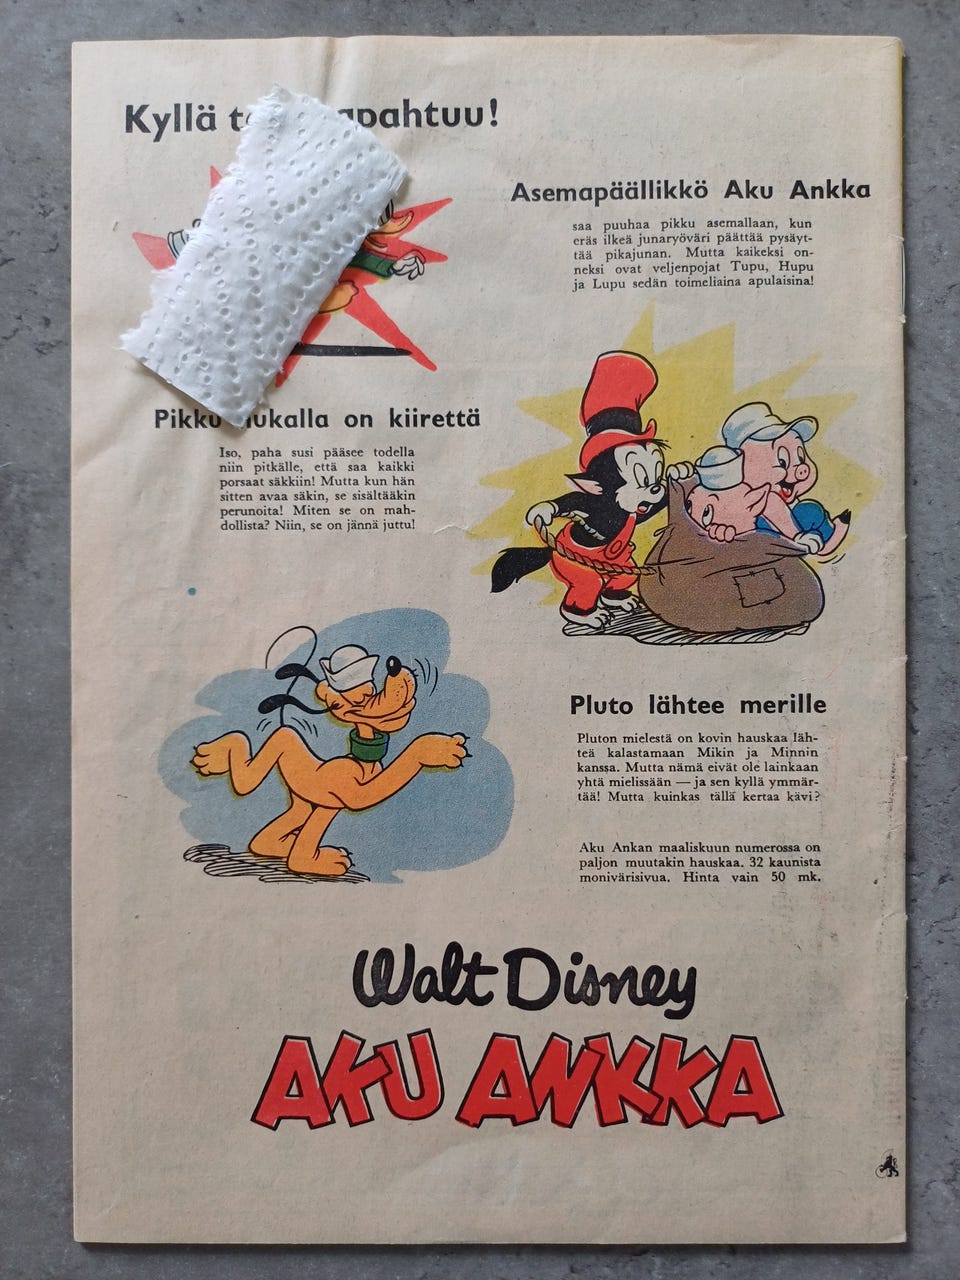 Kyllä
Asemapäällikkö Aku Ankka
saa puuhaa pikku asemallaan, kun
eräs ilkeä junaryöväri päättää pysäyt-
tää pikajunan. Mutta kaikeksi on-
neksi ovat veljenpojat Tupu, Hupu
ja Lupu sedän toimeliaina apulaisina!
Pikku on kiirettä
Iso, paha susi pääsee todella
niin pitkälle, että saa kaikki
porsaat säkkiin! Mutta kun hän
sitten avaa säkin, se sisältääkin
perunoita! Miten se on mah-
dollista? Niin, se on jännä juttu!
Pluto lähtee merille
Pluton mielestä on kovin hauskaa läh-
teä kalastamaan Mikin ja Minnin
kanssa. Mutta nämä eivät ole lainkaan
yhtä mielissään — ja sen kyllä ymmär-
tää! Mutta kuinkas tällä kertaa kävi?
Aku Ankan maaliskuun numerossa on
paljon muutakin hauskaa. 32 kaunista
monivärisivua. Hinta vain 50 mk.
Walt Disney
AKU ANKKA